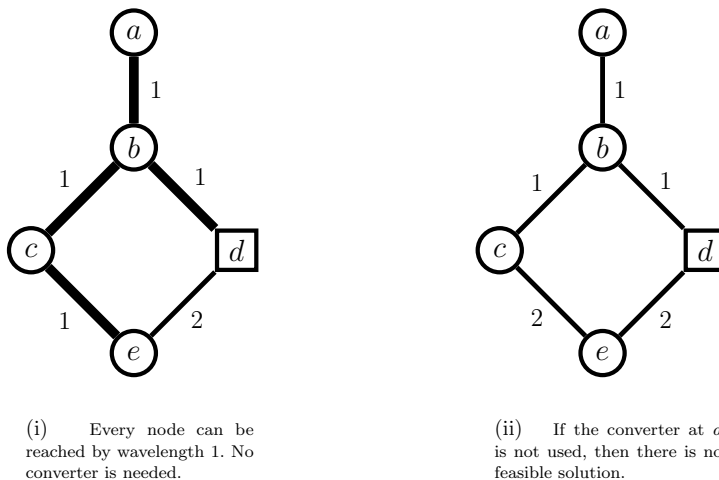 a
a
1
1
b
b
1
1
1
1
c
d
c
d
1
2
2
2
e
e
(i) Every node can be
reached by wavelength 1. No
converter is needed.
(ii) If the converter at d
is not used, then there is no
feasible solution.